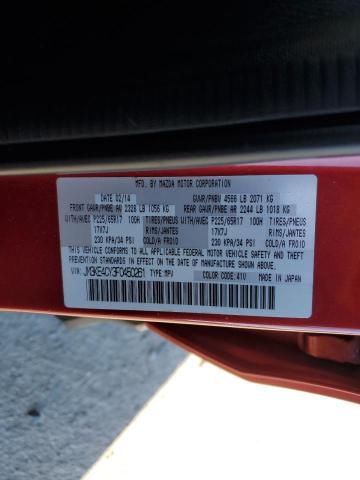 MFG. BY MAZDA MOTOR CORPORATION
DATE 02/14 GVWR/PNBV 4566 LB 2071 KG
FRONT GAWR/PNBE AV 2328 LB 1056 KG REAR GAWR/PNBE AR 2244 LB 1018 KG
WITH/AVEC P225/65R17 100H TIRES/PNEUS WITH/AVEC P225/65R17 100H TIRES/PNEUS
17X7J RIMS/JANTES 17X7J RIMS/JANTES
230 KPA/34 PSI COLD/A FROID 230 KPA/34 PSI COLD/A FROID
THIS VEHICLE CONFORMS TO ALL APPLICABLE FEDERAL MOTOR VEHICLE SAFETY
AND THEFT PREVENTION STANDARDS IN EFFECT ON THE DATE OF MANUFACTURE SHOWN
ABOVE.
VIN: JM3KE4CY3F0450261 TYPE: MPV COLOR CODE: 41V MADE IN JAPAN